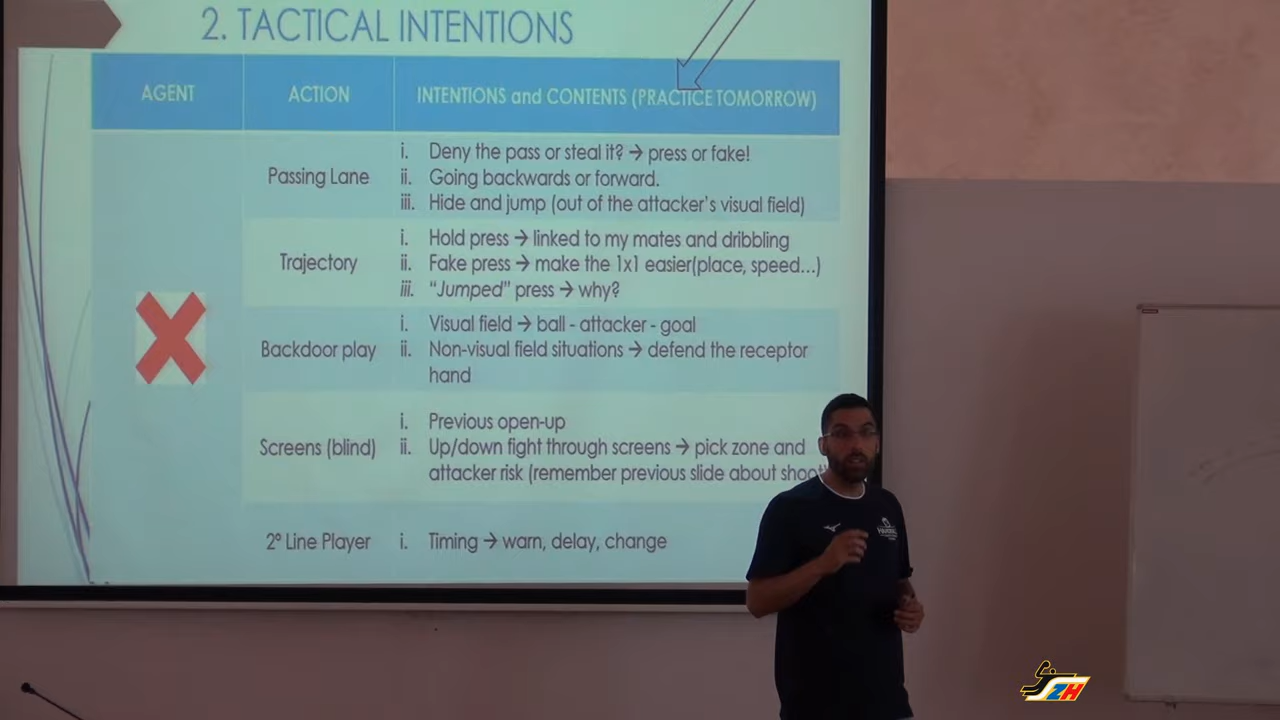 2. TACTICAL INTENTIONS
AGENT ACTION INTENTIONS and CONTENTS (PRACTICE TOMORROW)
Passing Lane
i. Deny the pass or steal it? → press or fake!
ii. Going backwards or forward.
iii. Hide and jump (out of the attacker's visual field)
Trajectory
i. Hold press → linked to my mates and dribbling
ii. Fake press → make the 1x1 easier(place, speed...)
iii. "Jumped" press → why?
Backdoor play
i. Visual field → ball - attacker - goal
ii. Non-visual field situations → defend the receptor
hand
Screens (blind)
i. Previous open-up
ii. Up/down fight through screens → pick zone and
attacker risk (remember previous slide about shoot
2º Line Player
i. Timing → warn, delay, change
ZH